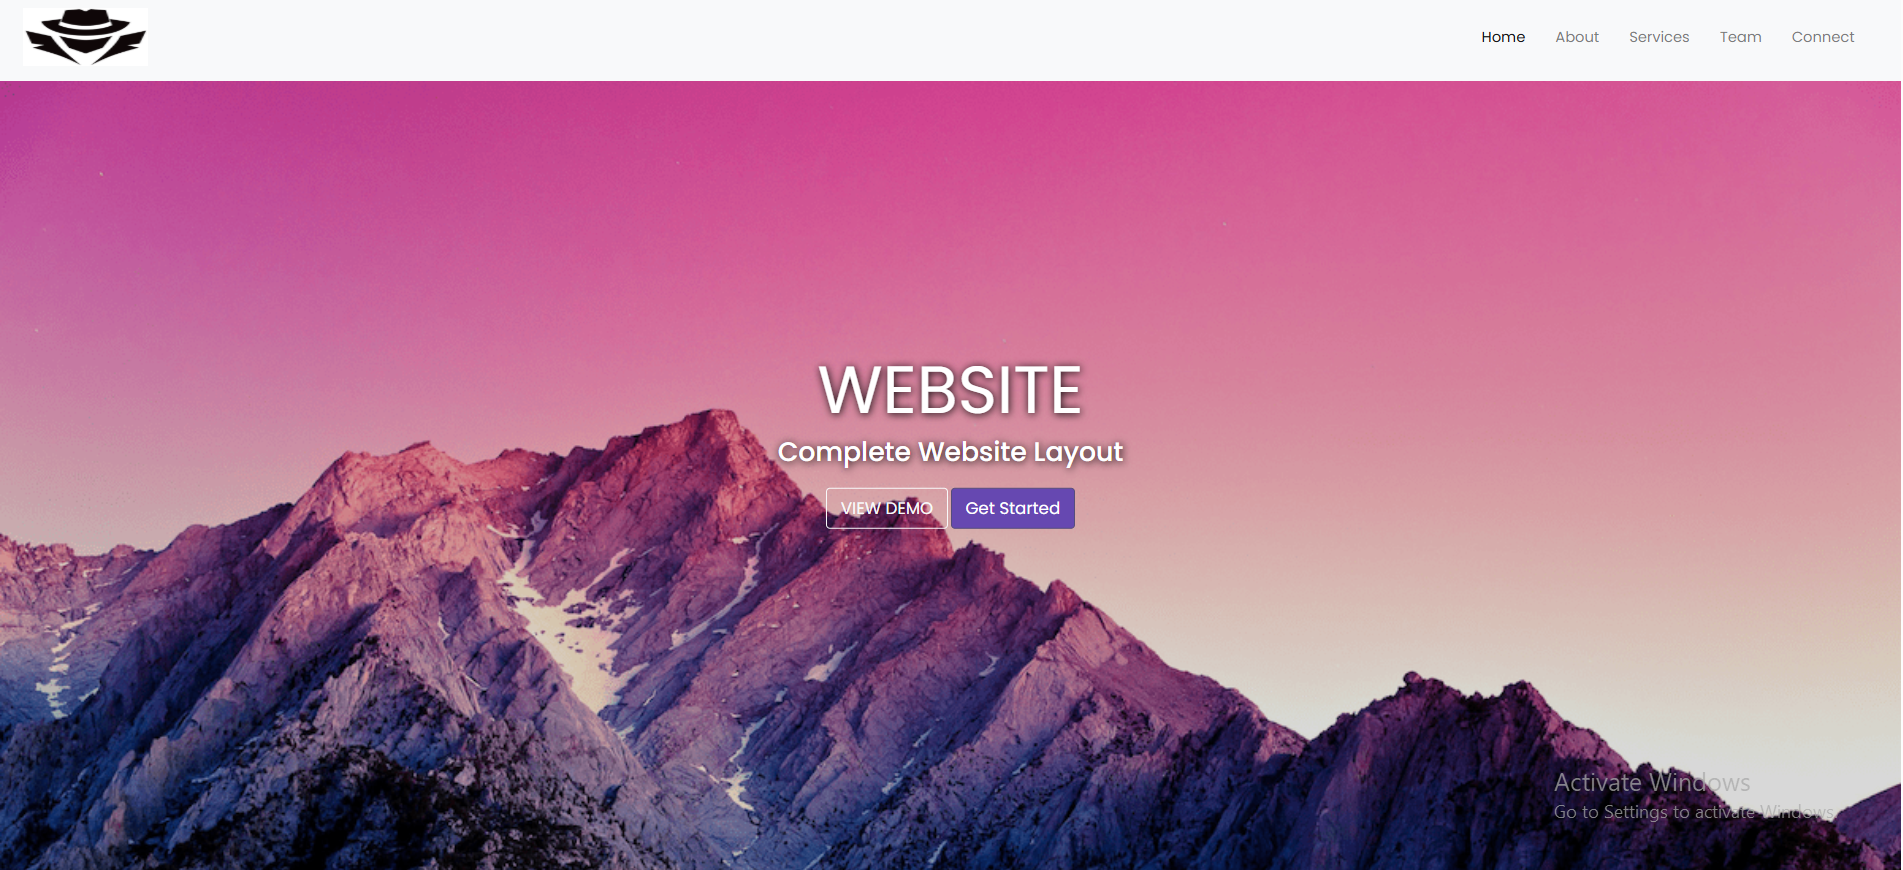 Home About Services Team Connect
WEBSITE
Complete Website Layout
VIEW DEMO Get Started
Activate Windows
Go to Settings to activate Windows.